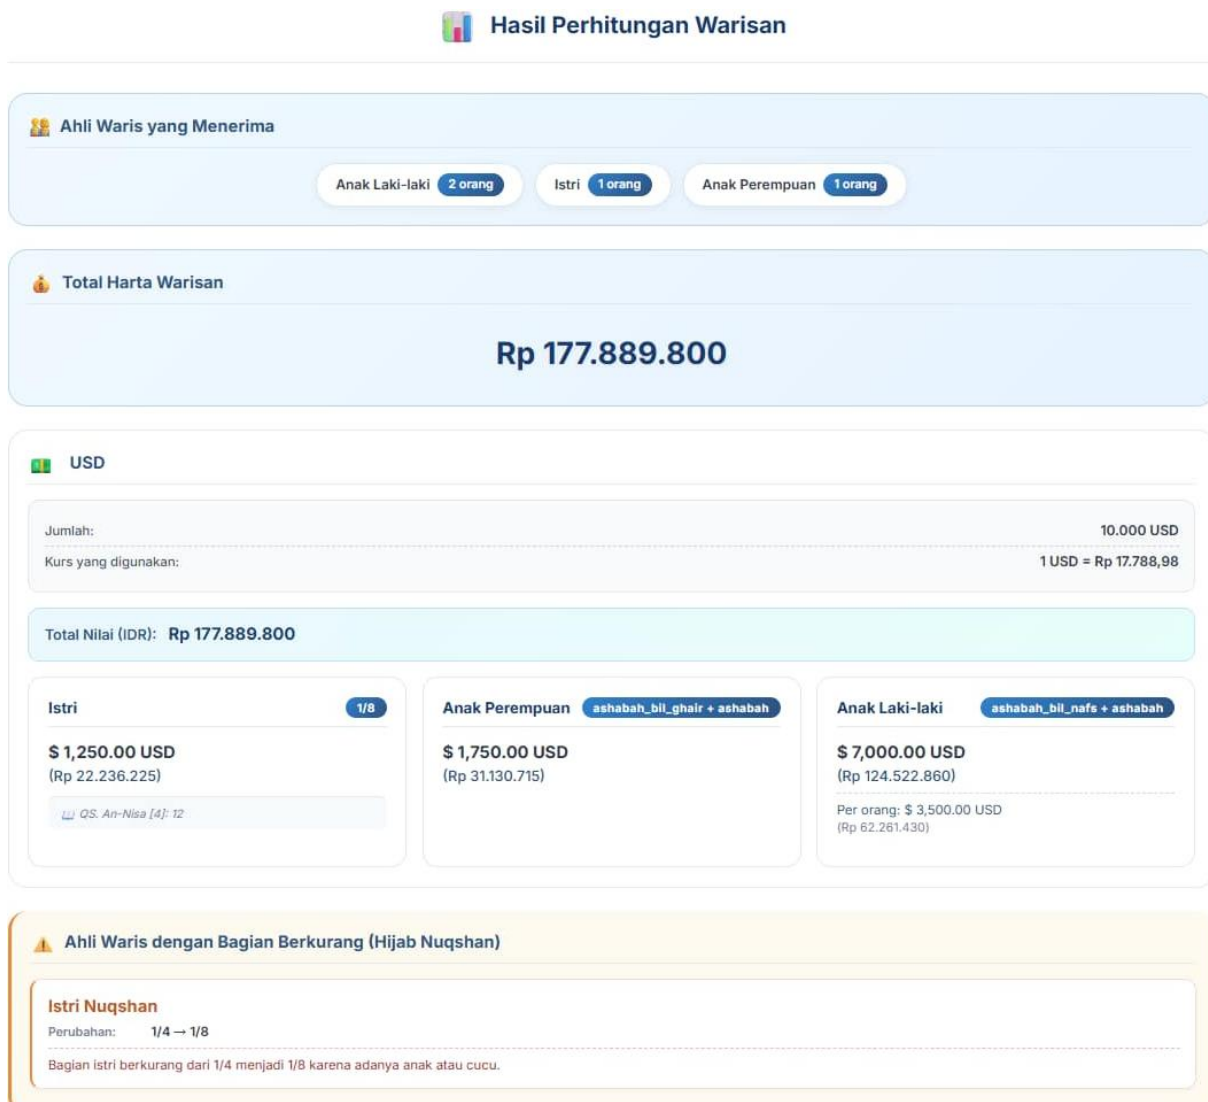 Hasil Perhitungan Warisan
Ahli Waris yang Menerima
Anak Laki-laki 2 orang Istri 1 orang Anak Perempuan 1 orang
Total Harta Warisan
Rp 177.889.800
USD
Jumlah: 10.000 USD
Kurs yang digunakan: 1 USD = Rp 17.788,98
Total Nilai (IDR): Rp 177.889.800
Istri 1/8
$ 1,250.00 USD
(Rp 22.236.225)
QS. An-Nisa [4]: 12
Anak Perempuan ashabah_bil_ghair + ashabah
$ 1,750.00 USD
(Rp 31.130.715)
Anak Laki-laki ashabah_bil_nafs + ashabah
$ 7,000.00 USD
(Rp 124.522.860)
Per orang: $ 3,500.00 USD
(Rp 62.261.430)
Ahli Waris dengan Bagian Berkurang (Hijab Nuqshan)
Istri Nuqshan
Perubahan: 1/4 → 1/8
Bagian istri berkurang dari 1/4 menjadi 1/8 karena adanya anak atau cucu.